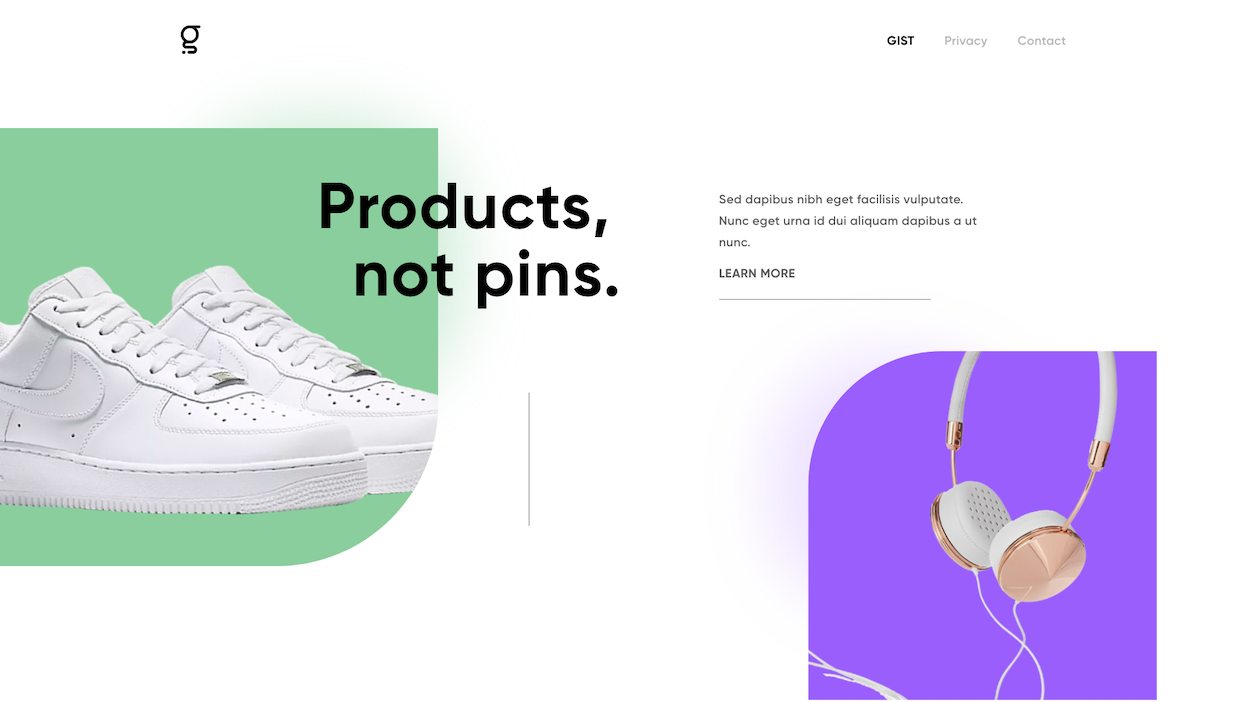 g
GIST Privacy Contact
Products,
not pins.
Sed dapibus nibh eget facilisis vulputate.
Nunc eget urna id dui aliquam dapibus a ut
nunc.
LEARN MORE